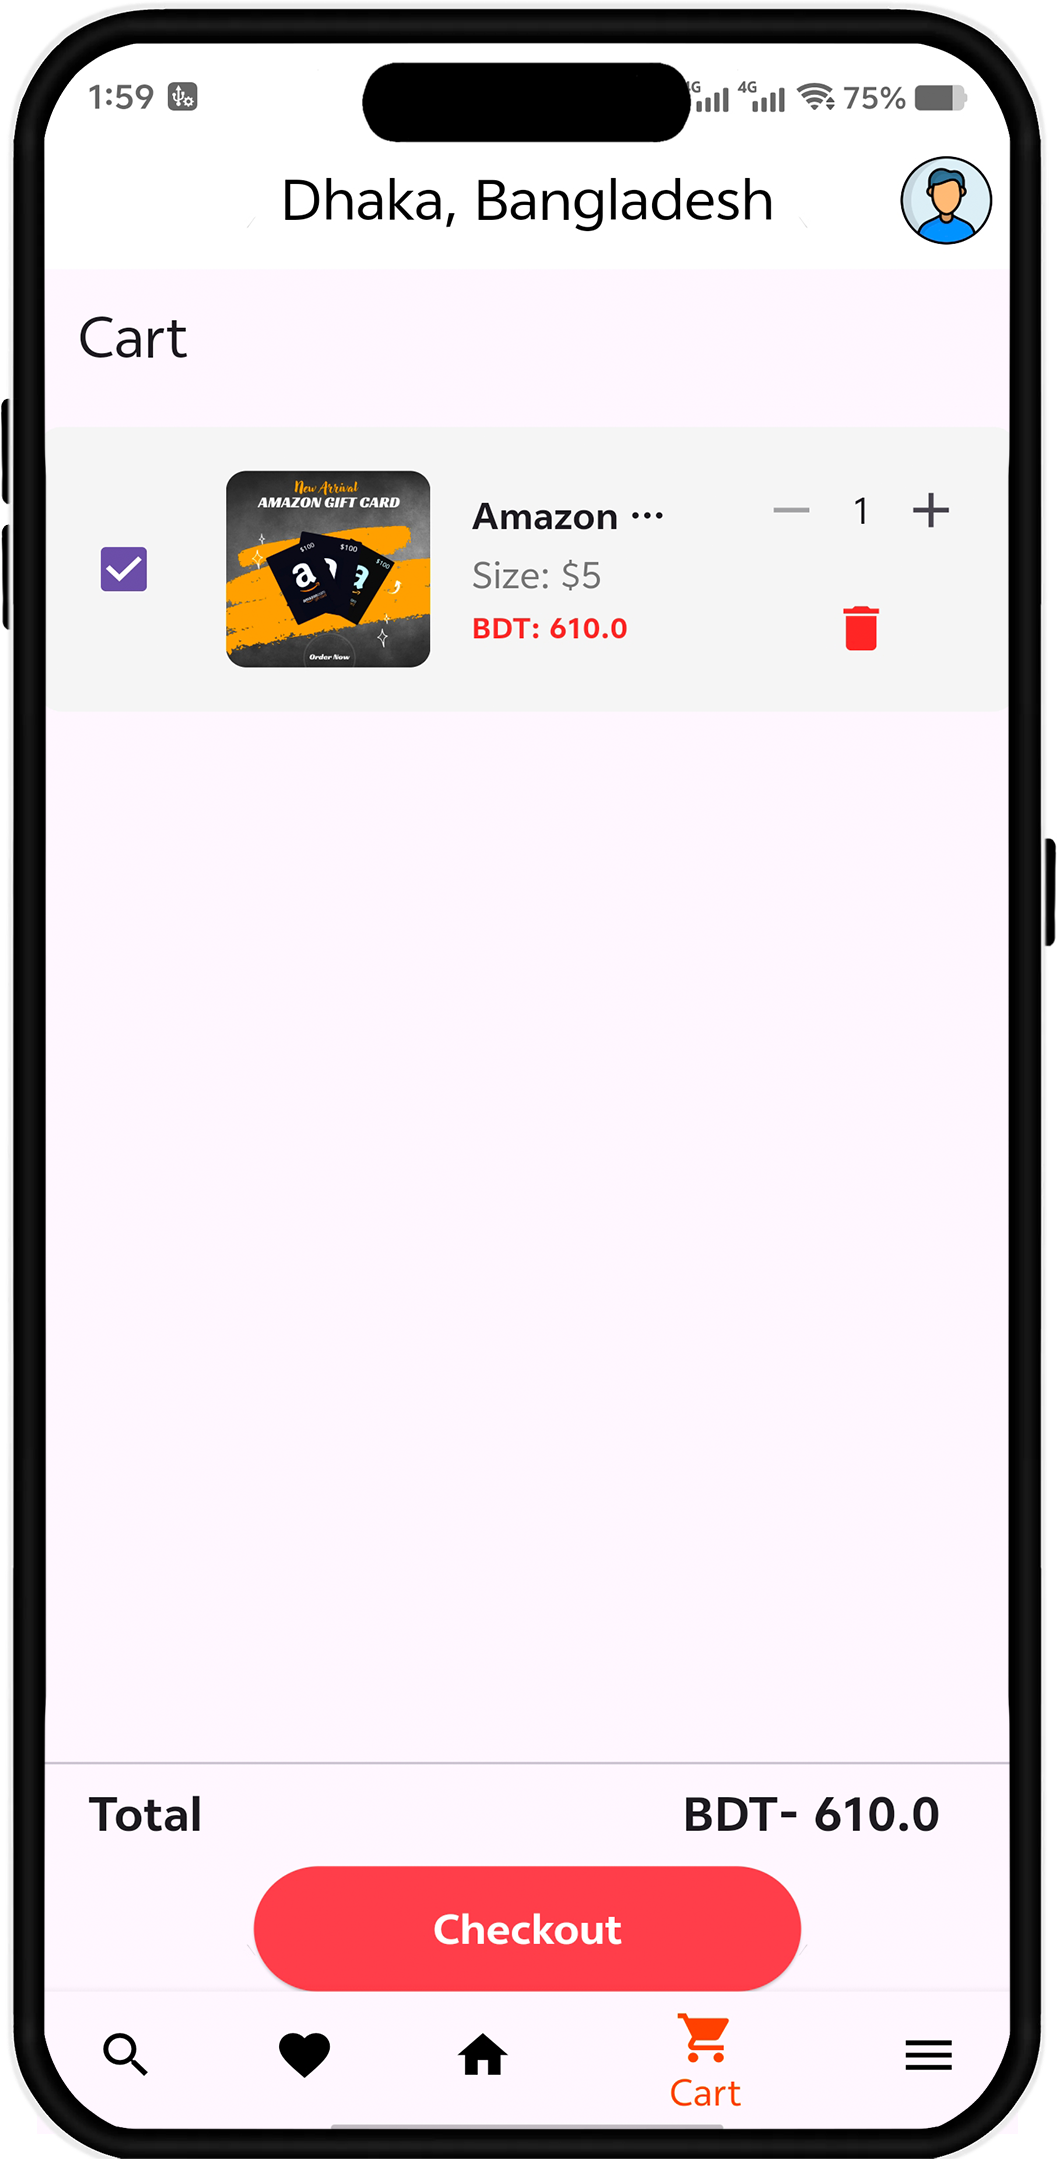 1:59
4G 4G 75%
Dhaka, Bangladesh
Cart
New Arrival
AMAZON GIFT CARD
$100
$100
$100
a
Order Now
Amazon ...
Size: $5
BDT: 610.0
1
Total
BDT- 610.0
Checkout
Cart